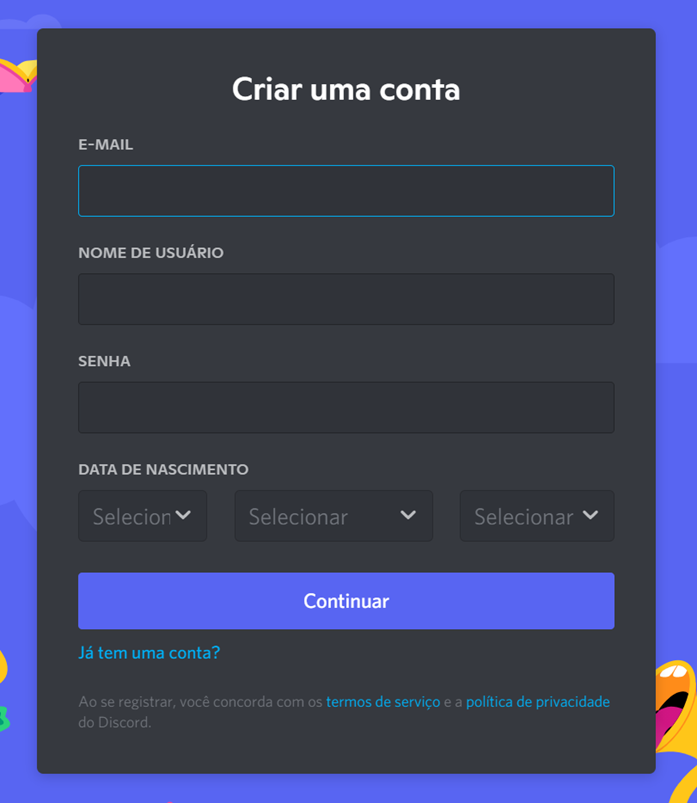 Criar uma conta
E-MAIL
NOME DE USUÁRIO
SENHA
DATA DE NASCIMENTO
Selecion Selecionar Selecionar
Continuar
Já tem uma conta?
Ao se registrar, você concorda com os termos de serviço e a política de privacidade
do Discord.